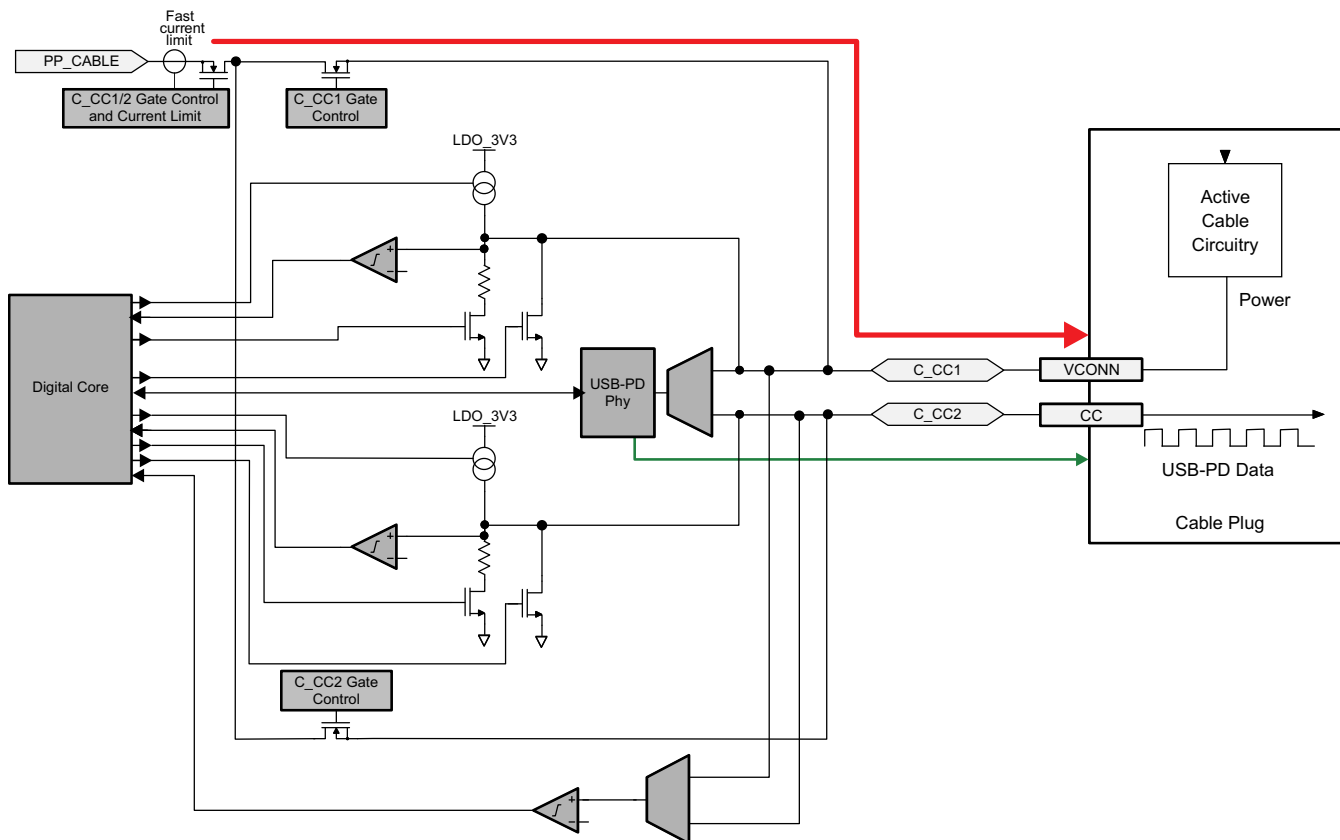 Fast
current
limit
PP_CABLE
C_CC1/2 Gate Control
and Current Limit
C_CC1 Gate
Control
LDO_3V3
+
−
Active
Cable
Circuitry
Power
Digital Core
USB-PD
Phy
C_CC1
VCONN
C_CC2
CC
LDO_3V3
USB-PD Data
Cable Plug
+
−
C_CC2 Gate
Control
+
−